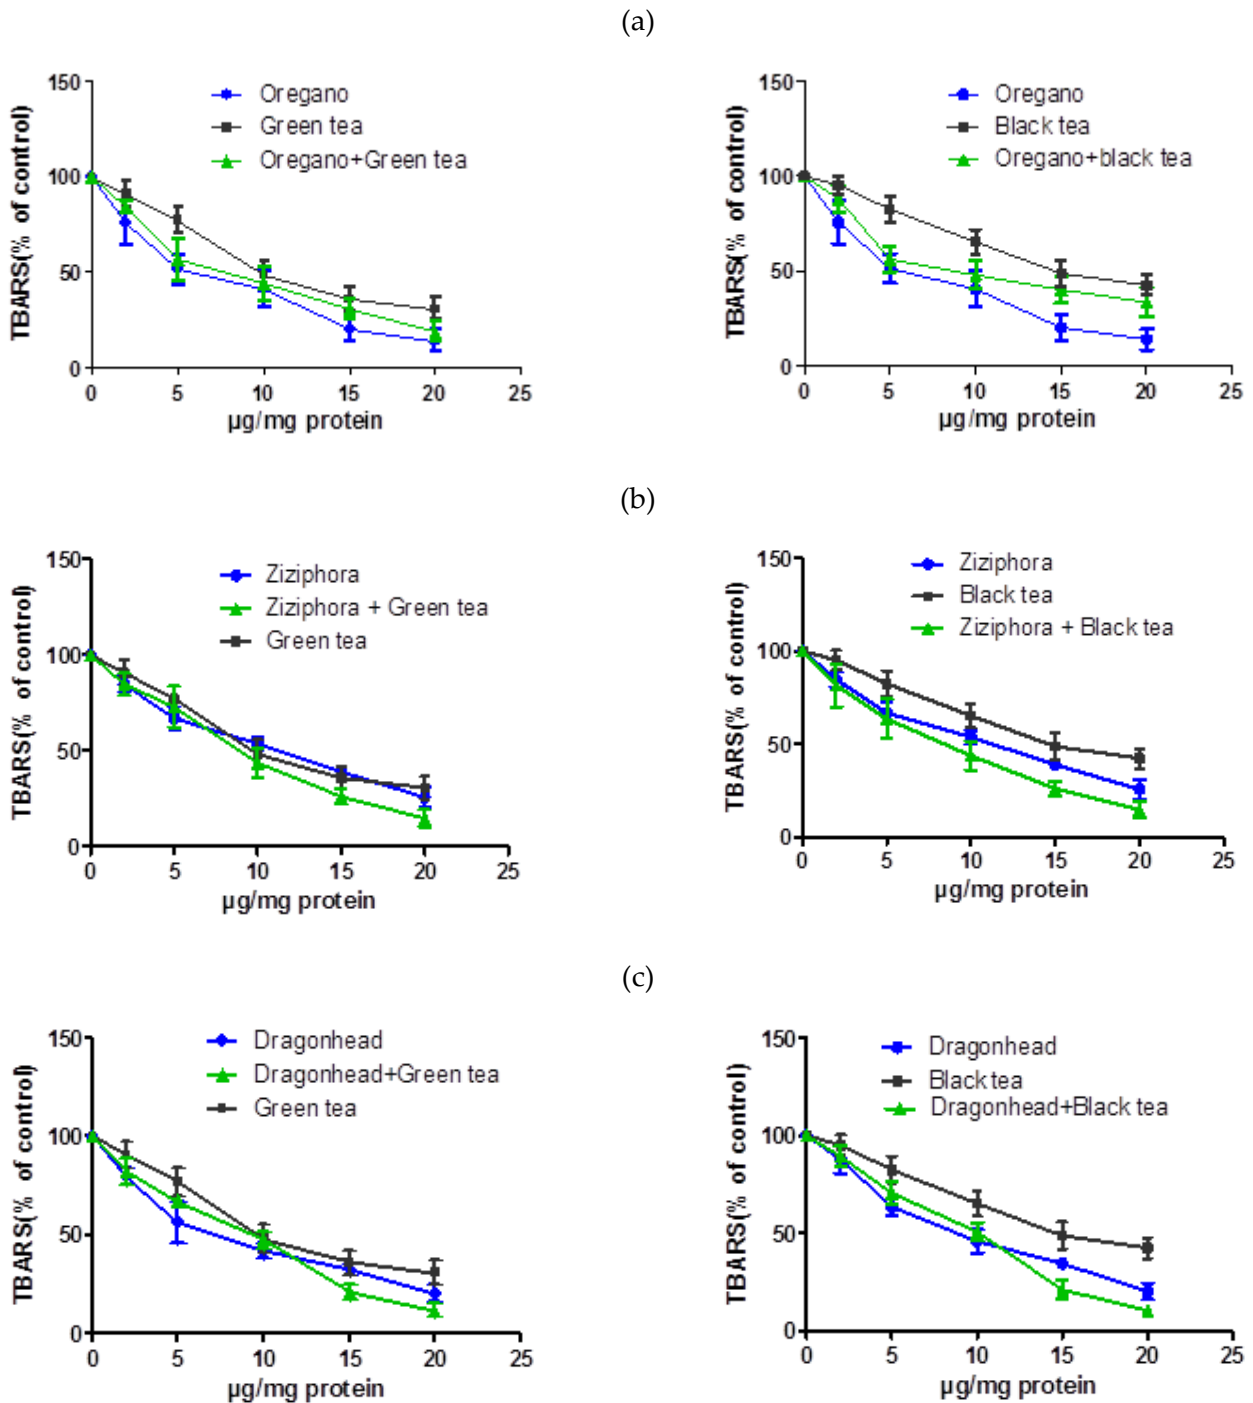 (a)
TBARS(% of control)
150
100
50
0
Oregano
Green tea
Oregano+Green tea
0 5 10 15 20 25
µg/mg protein
TBARS(% of control)
150
100
50
0
Oregano
Black tea
Oregano+black tea
0 5 10 15 20 25
µg/mg protein
(b)
TBARS(% of control)
150
100
50
0
Ziziphora
Ziziphora + Green tea
Green tea
0 5 10 15 20 25
µg/mg protein
TBARS(% of control)
150
100
50
0
Ziziphora
Black tea
Ziziphora + Black tea
0 5 10 15 20 25
µg/mg protein
(c)
TBARS(% of control)
150
100
50
0
Dragonhead
Dragonhead+Green tea
Green tea
0 5 10 15 20 25
µg/mg protein
TBARS(% of control)
150
100
50
0
Dragonhead
Black tea
Dragonhead+Black tea
0 5 10 15 20 25
µg/mg protein